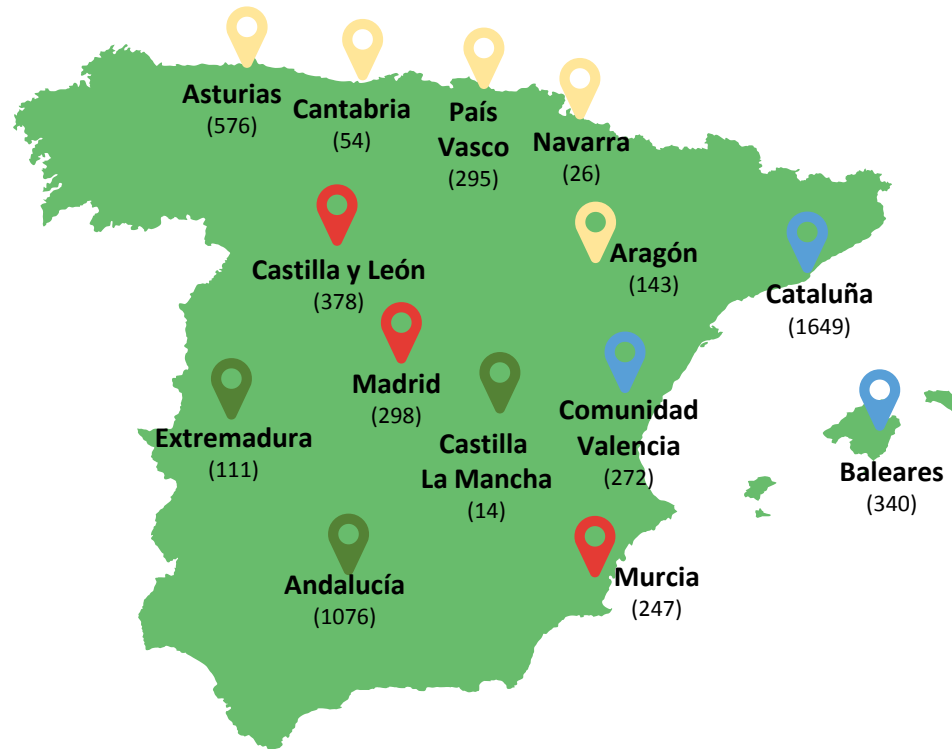 Asturias
(576)
Cantabria
(54)
País
Vasco
(295)
Navarra
(26)
Castilla y León
(378)
Aragón
(143)
Cataluña
(1649)
Madrid
(298)
Extremadura
(111)
Castilla
La Mancha
(14)
Comunidad
Valencia
(272)
Baleares
(340)
Andalucía
(1076)
Murcia
(247)